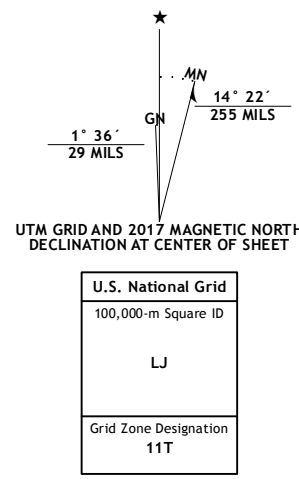 ★
MN
GN
1° 36´
29 MILS
14° 22´
255 MILS
UTM GRID AND 2017 MAGNETIC NORTH
DECLINATION AT CENTER OF SHEET
U.S. National Grid
100,000-m Square ID
LJ
Grid Zone Designation
11T